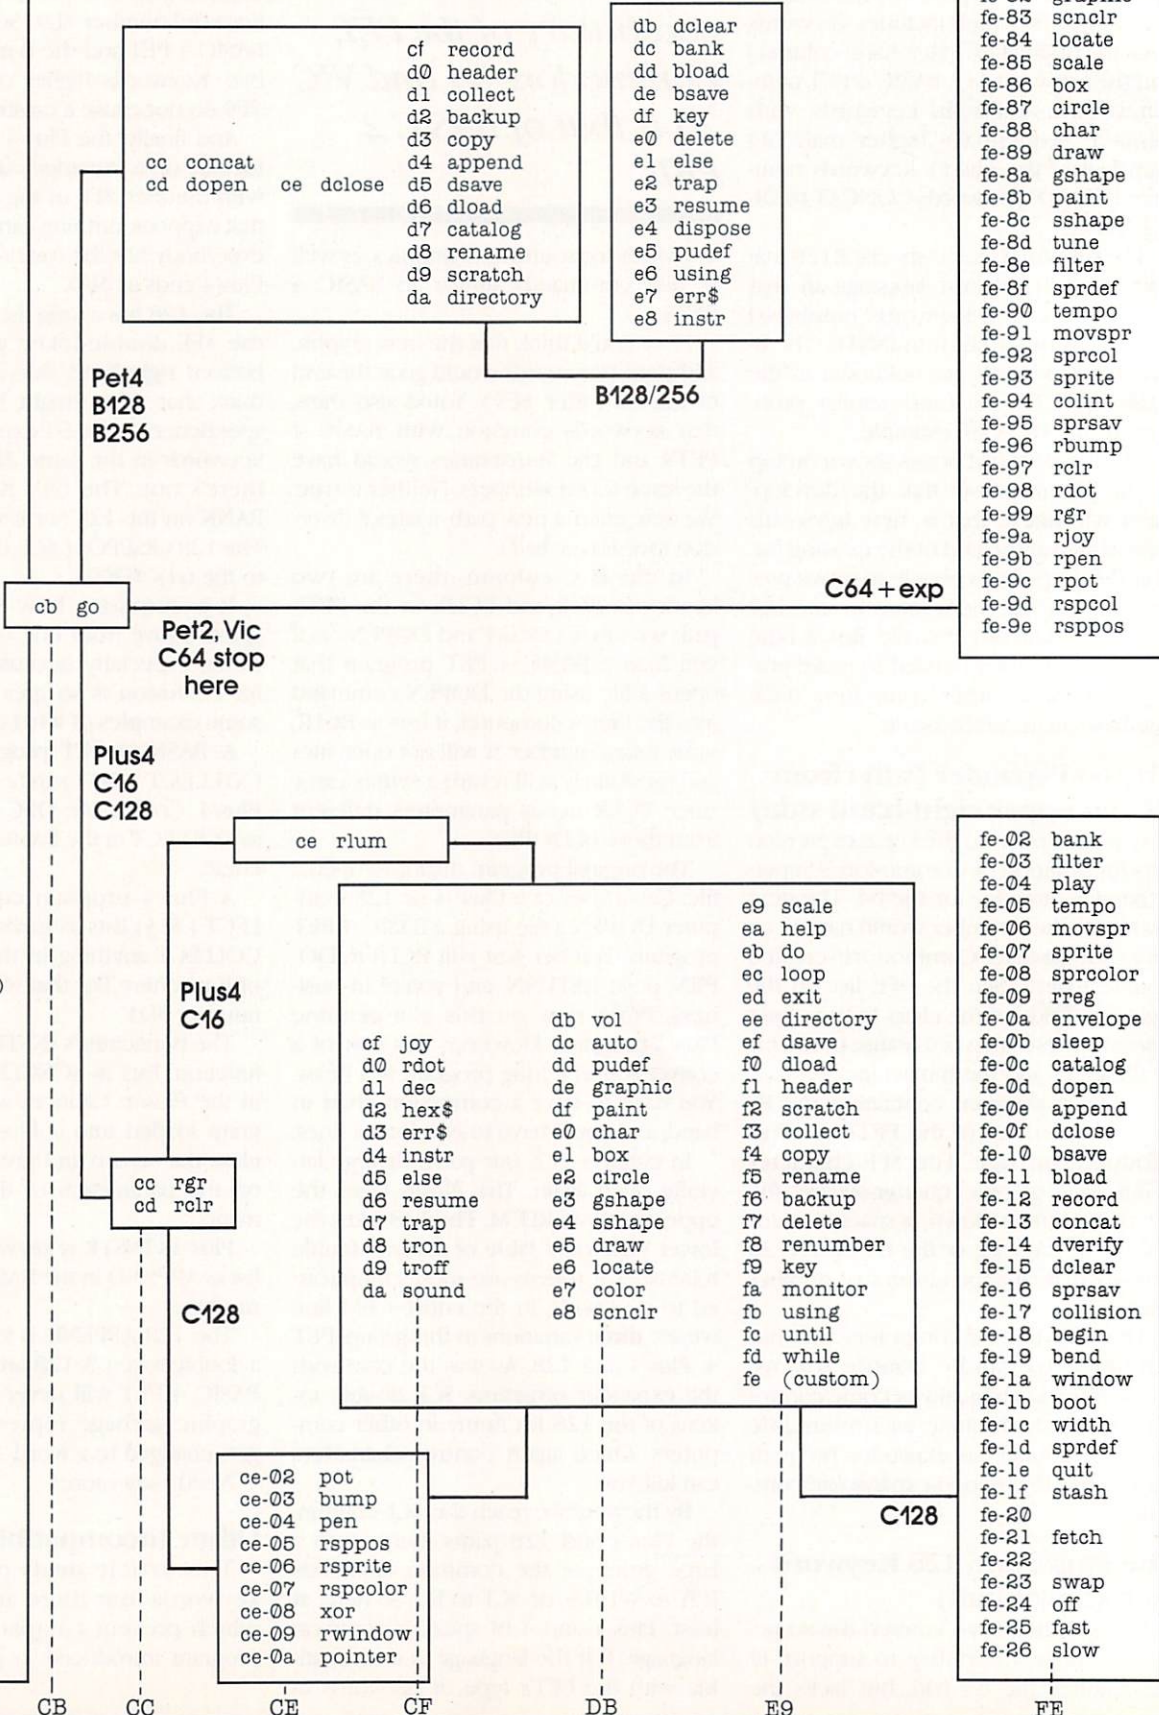 cc concat
cd dopen ce dclose
cf record
d0 header
d1 collect
d2 backup
d3 copy
d4 append
d5 dsave
d6 dload
d7 catalog
d8 rename
d9 scratch
da directory
db dclear
dc bank
dd bload
de bsave
df key
e0 delete
e1 else
e2 trap
e3 resume
e4 dispose
e5 pudef
e6 using
e7 err$
e8 instr
B128/256
Pet4
B128
B256
fe-83 scnclr
fe-84 locate
fe-85 scale
fe-86 box
fe-87 circle
fe-88 char
fe-89 draw
fe-8a gshape
fe-8b paint
fe-8c sshape
fe-8d tune
fe-8e filter
fe-8f sprdef
fe-90 tempo
fe-91 movspr
fe-92 sprcol
fe-93 sprite
fe-94 colint
fe-95 sprsav
fe-96 rbump
fe-97 rclr
fe-98 rdot
fe-99 rgr
fe-9a rjoy
fe-9b rpen
fe-9c rpot
fe-9d rspcol
fe-9e rsppos
C64+exp
cb go
Pet2, Vic
C64 stop
here
Plus4
C16
C128
ce rlum
Plus4
C16
cc rgr
cd rclr
C128
cf joy
d0 rdot
d1 dec
d2 hex$
d3 err$
d4 instr
d5 else
d6 resume
d7 trap
d8 tron
d9 troff
da sound
db vol
dc auto
dd pudef
de graphic
df paint
e0 char
e1 box
e2 circle
e3 gshape
e4 sshape
e5 draw
e6 locate
e7 color
e8 scnclr
e9 scale
ea help
eb do
ec loop
ed exit
ee directory
ef dsave
f0 dload
f1 header
f2 scratch
f3 collect
f4 copy
f5 rename
f6 backup
f7 delete
f8 renumber
f9 key
fa monitor
fb using
fc until
fd while
fe (custom)
ce-02 pot
ce-03 bump
ce-04 pen
ce-05 rsppos
ce-06 rsprite
ce-07 rspcolor
ce-08 xor
ce-09 rwindow
ce-0a pointer
C128
fe-02 bank
fe-03 filter
fe-04 play
fe-05 tempo
fe-06 movspr
fe-07 sprite
fe-08 sprcolor
fe-09 rreg
fe-0a envelope
fe-0b sleep
fe-0c catalog
fe-0d dopen
fe-0e append
fe-0f dclose
fe-10 bsave
fe-11 bload
fe-12 record
fe-13 concat
fe-14 dverify
fe-15 dclear
fe-16 sprsav
fe-17 collision
fe-18 begin
fe-19 bend
fe-1a window
fe-1b boot
fe-1c width
fe-1d sprdef
fe-1e quit
fe-1f stash
fe-20
fe-21 fetch
fe-22
fe-23 swap
fe-24 off
fe-25 fast
fe-26 slow
CB CC CE CF DB E9 FE